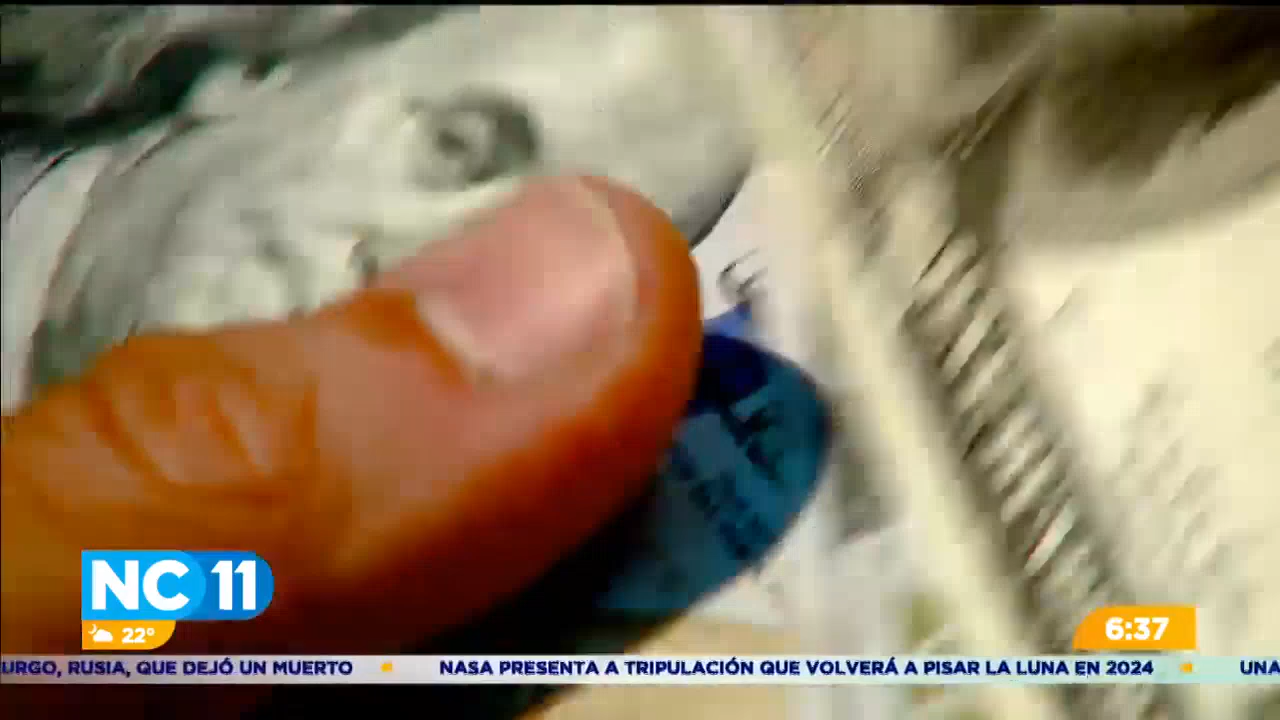 NC 11
22°
6:37
URGO, RUSIA, QUE DEJÓ UN MUERTO
NASA PRESENTA A TRIPULACIÓN QUE VOLVERÁ A PISAR LA LUNA EN 2024
UNA